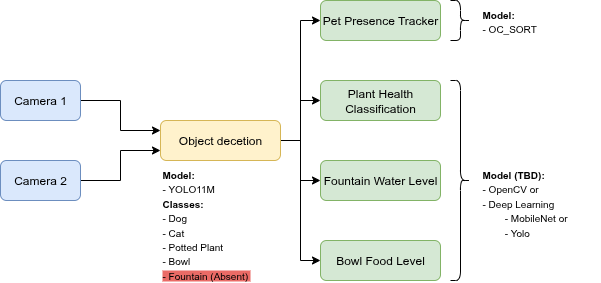 Pet Presence Tracker
Model:
- OC_SORT
Camera 1
Camera 2
Object decetion
Model:
- YOLO11M
Classes:
- Dog
- Cat
- Potted Plant
- Bowl
- Fountain (Absent)
Plant Health
Classification
Fountain Water Level
Bowl Food Level
Model (TBD):
- OpenCV or
- Deep Learning
- MobileNet or
- Yolo